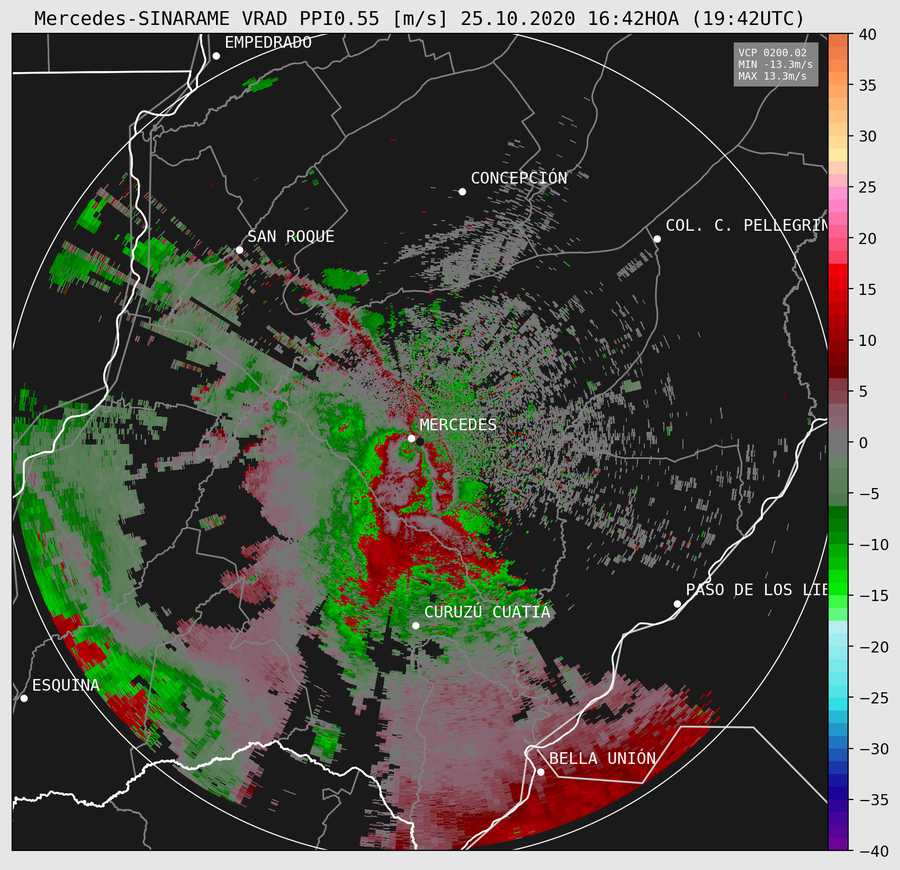 Mercedes-SINARAME VRAD PPI0.55 [m/s] 25.10.2020 16:42HOA (19:42UTC)
EMPEDRADO
VCP 0200.02
MIN -13.3m/s
MAX 13.3m/s
CONCEPCIÓN
COL. C. PELLEGRIN
SAN ROQUE
MERCEDES
PASO DE LOS LIE
CURUZÚ CUATIÁ
ESQUINA
BELLA UNIÓN
40
35
30
25
20
15
10
5
0
−5
−10
−15
−20
−25
−30
−35
−40